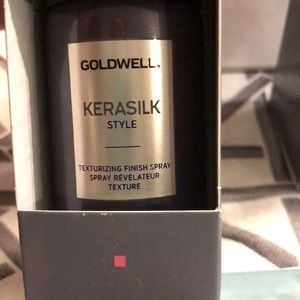 GOLDWELL.
KERASILK
STYLE
TEXTURIZING FINISH SPRAY
SPRAY RÉVÉLATEUR
TEXTURE